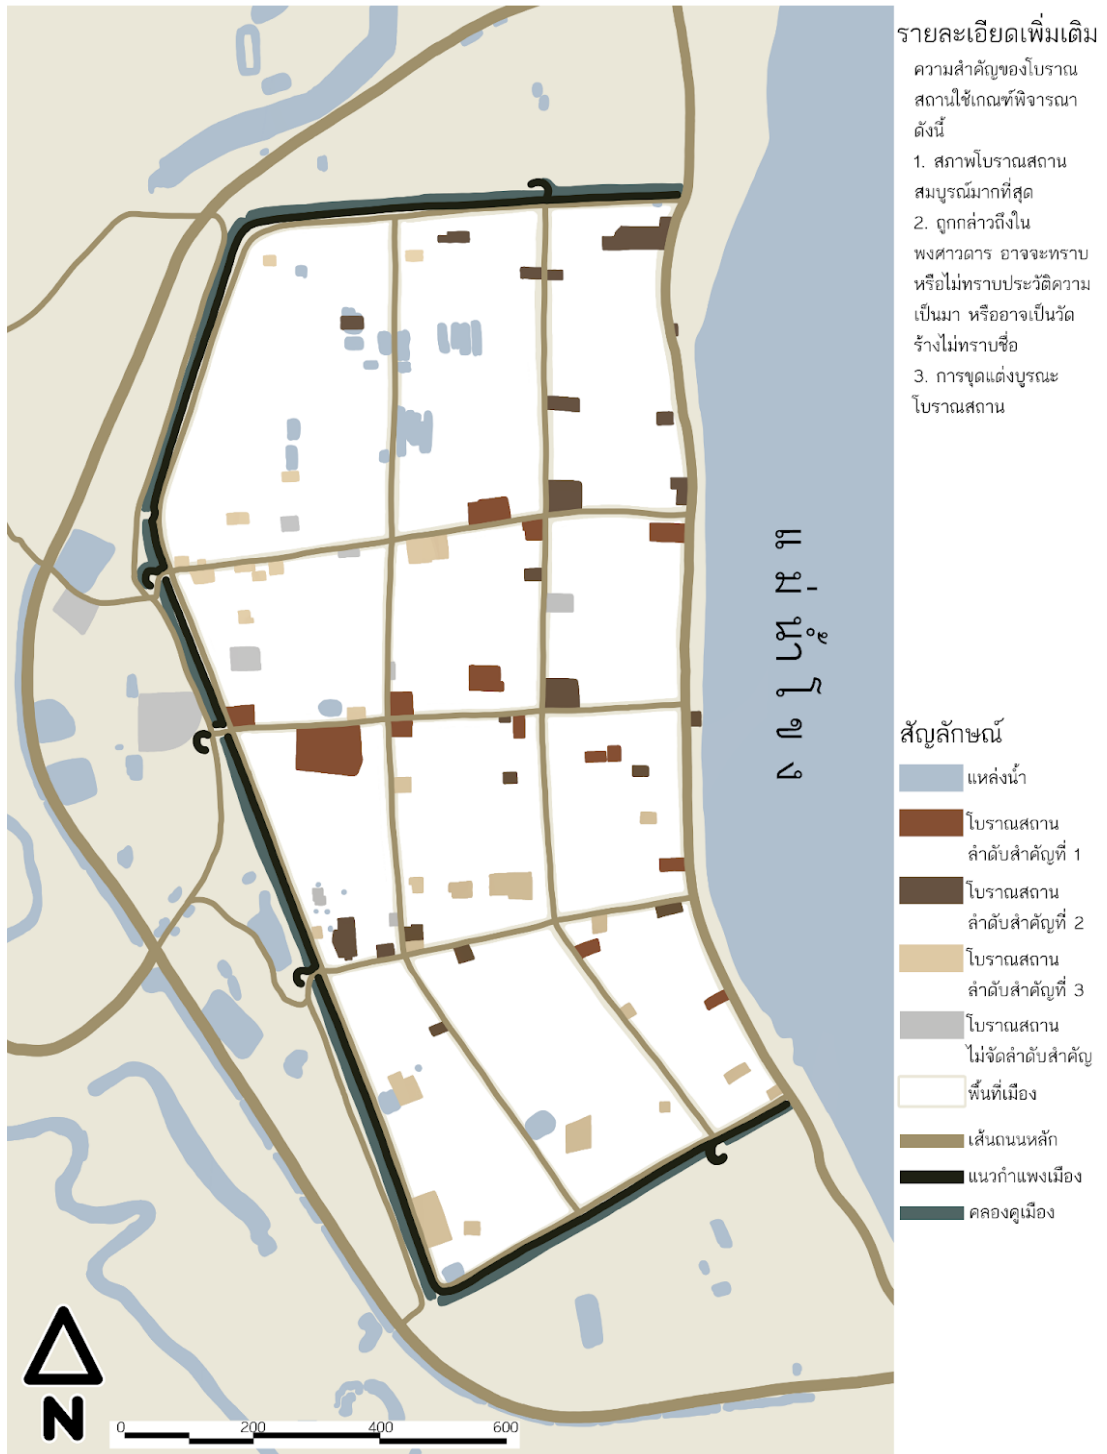 รายละเอียดเพิ่มเติม
ความสำคัญของโบราณ
สถานใช้เกณฑ์พิจารณา
ดังนี้
1. สภาพโบราณสถาน
สมบูรณ์มากที่สุด
2. ถูกกล่าวถึงใน
พงศาวดาร อาจจะทราบ
หรือไม่ทราบประวัติความ
เป็นมา หรืออาจเป็นวัด
ร้างไม่ทราบชื่อ
3. การขุดแต่งบูรณะ
โบราณสถาน
แม่น้ำโขง
สัญลักษณ์
แหล่งน้ำ
โบราณสถาน
ลำดับสำคัญที่ 1
โบราณสถาน
ลำดับสำคัญที่ 2
โบราณสถาน
ลำดับสำคัญที่ 3
โบราณสถาน
ไม่จัดลำดับสำคัญ
พื้นที่เมือง
เส้นถนนหลัก
แนวกำแพงเมือง
คลองคูเมือง
N
0 200 400 600